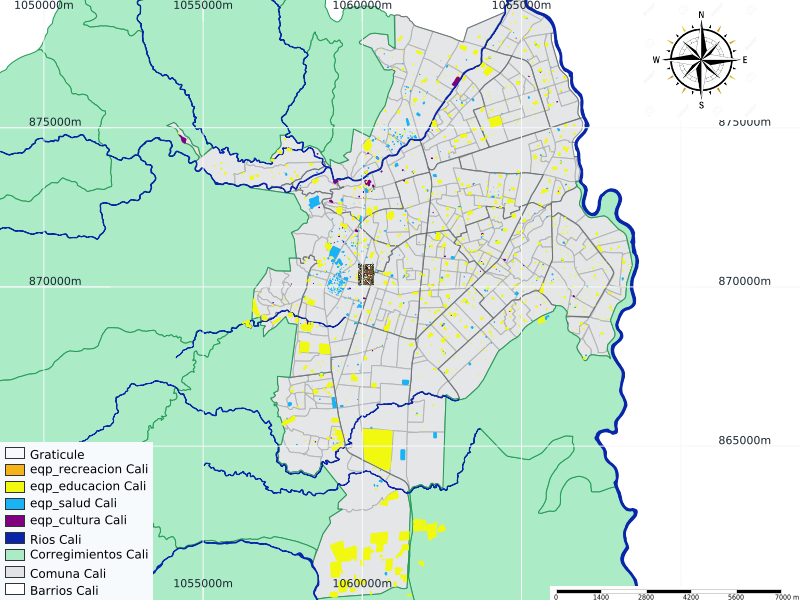 1050000m 1055000m 1060000m 1065000m
N
W E
S
875000m 875000m
870000m 870000m
865000m
Graticule
eqp_recreacion Cali
eqp_educacion Cali
eqp_salud Cali
eqp_cultura Cali
Rios Cali
Corregimientos Cali
Comuna Cali
Barrios Cali
1055000m 1060000m
0 1400 2800 4200 5600 7000 m